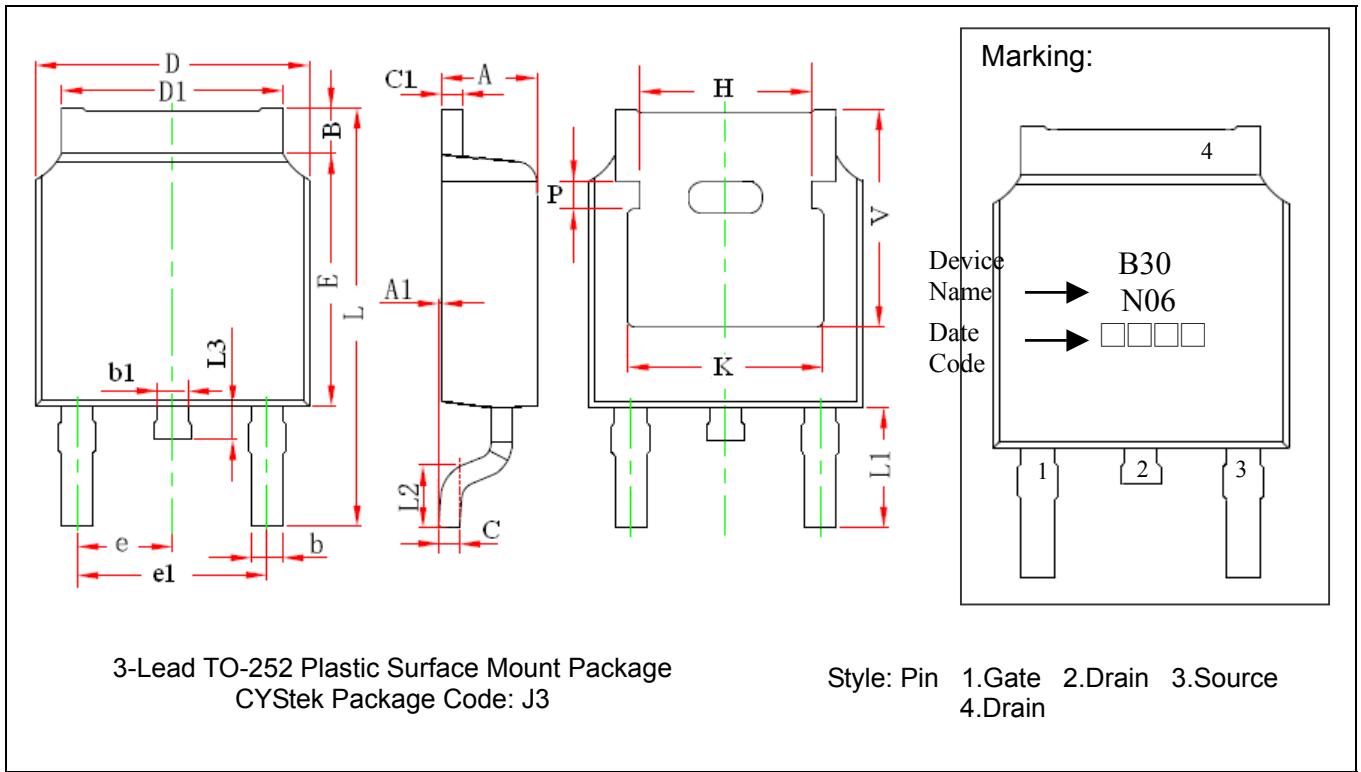 D
D1
B
E
L
L3
b1
e
e1
b
C1
A
A1
L2
C
H
P
V
K
L1
Marking:
4
Device
Name
B30
N06
Date
Code
□□□□
1
2
3
3-Lead TO-252 Plastic Surface Mount Package
CYStek Package Code: J3
Style: Pin 1.Gate 2.Drain 3.Source
4.Drain